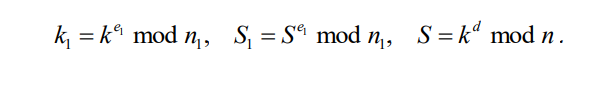 k₁ = k^{e₁} mod n₁, S₁ = S^{e₁} mod n₁, S = k^{d} mod n.